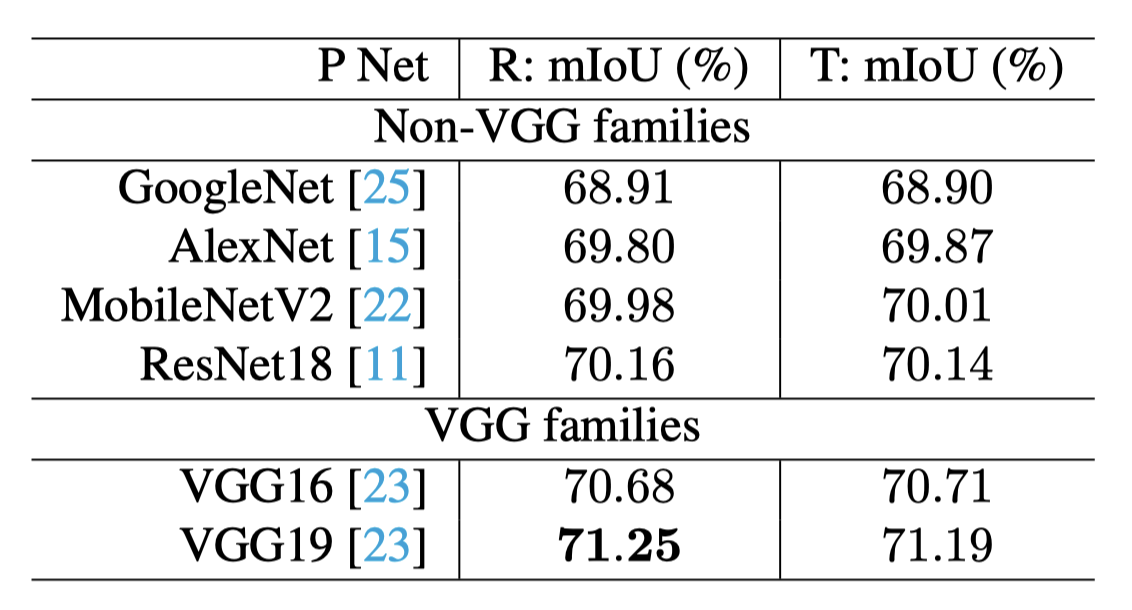 P Net R: mIoU (%) T: mIoU (%)
Non-VGG families
GoogleNet [25] 68.91 68.90
AlexNet [15] 69.80 69.87
MobileNetV2 [22] 69.98 70.01
ResNet18 [11] 70.16 70.14
VGG families
VGG16 [23] 70.68 70.71
VGG19 [23] 71.25 71.19